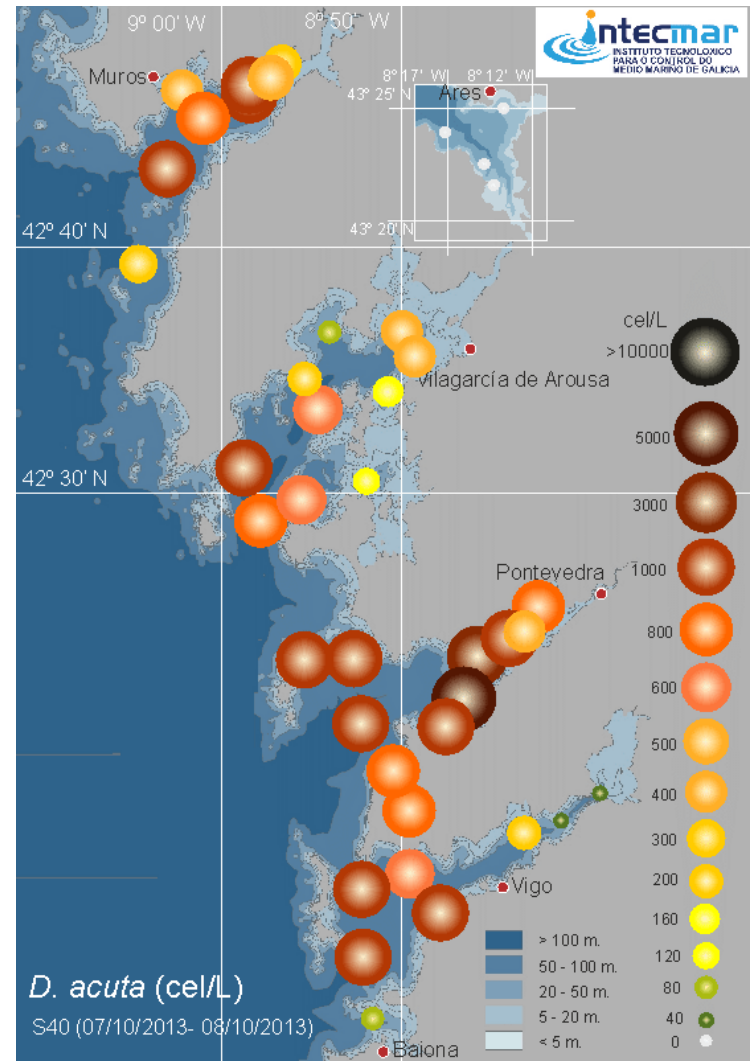 9º 00' W
8º 50' W
intecmar
INSTITUTO TECNOLOXICO
PARA O CONTROL DO
MEDIO MARINO DE GALICIA
Muros
8º 17' W
8º 12' W
43º 25' N
Ares
42º 40' N
43º 20' N
cel/L
>10000
Vilagarcía de Arousa
5000
42º 30' N
3000
Pontevedra
1000
800
600
500
400
300
200
Vigo
160
> 100 m.
120
50 - 100 m.
D. acuta (cel/L)
20 - 50 m.
80
5 - 20 m.
S40 (07/10/2013- 08/10/2013)
40
< 5 m.
0
Baiona